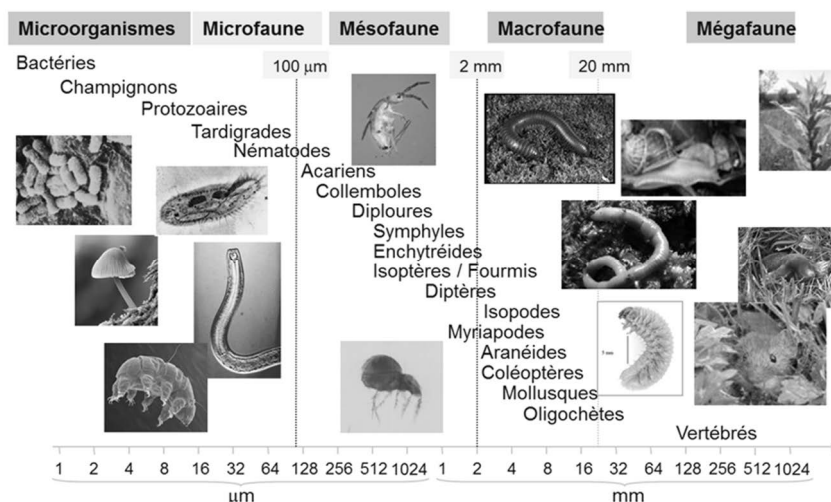 Microorganismes Microfaune Mésofaune Macrofaune Mégafaune
100 µm 2 mm 20 mm
Bactéries
Champignons
Protozoaires
Tardigrades
Nématodes
Acariens
Collemboles
Diploures
Symphyles
Enchytréides
Isoptères / Fourmis
Diptères
Isopodes
Myriapodes
Aranéides
Coléoptères
Mollusques
Oligochètes
Vertébrés
1 mm
1 2 4 8 16 32 64 128 256 512 1024 1 2 4 8 16 32 64 128 256 512 1024
µm mm